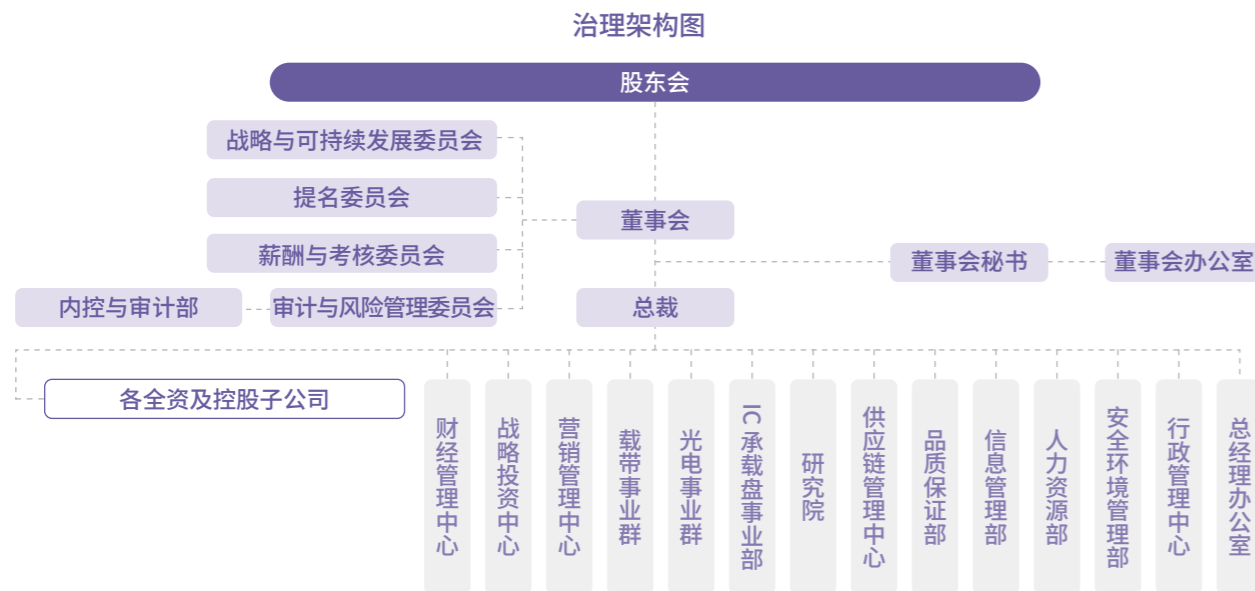 治理架构图
股东会
战略与可持续发展委员会
提名委员会
董事会
薪酬与考核委员会
董事会秘书
董事会办公室
内控与审计部
审计与风险管理委员会
总裁
各全资及控股子公司
财经管理中心
战略投资中心
营销管理中心
载带事业群
光电事业群
IC 承载盘事业部
研究院
供应链管理中心
品质保证部
信息管理部
人力资源部
安全环境管理部
行政管理中心
总经理办公室